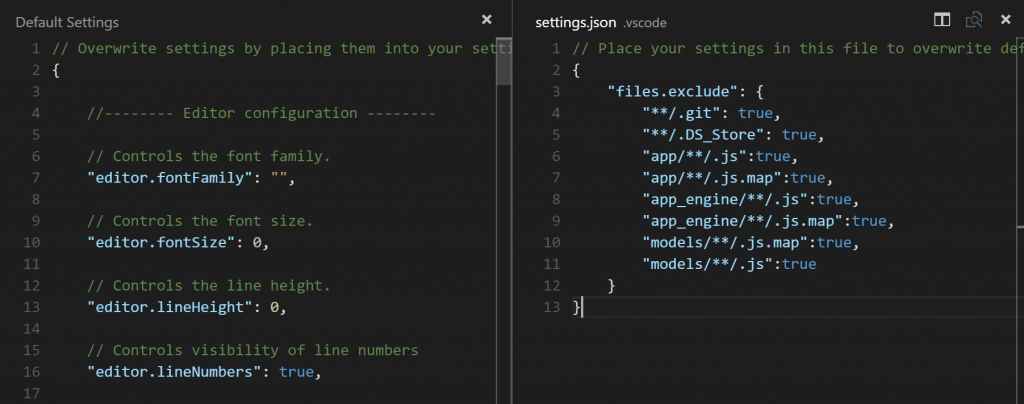 Default Settings
1 // Overwrite settings by placing them into your setti
2 {
3
4 //-------- Editor configuration --------
5
6 // Controls the font family.
7 "editor.fontFamily": "",
8
9 // Controls the font size.
10 "editor.fontSize": 0,
11
12 // Controls the line height.
13 "editor.lineHeight": 0,
14
15 // Controls visibility of line numbers
16 "editor.lineNumbers": true,
17
settings.json .vscode
1 // Place your settings in this file to overwrite def
2 {
3 "files.exclude": {
4 "**/.git": true,
5 "**/.DS_Store": true,
6 "app/**/.js":true,
7 "app/**/.js.map":true,
8 "app_engine/**/.js":true,
9 "app_engine/**/.js.map":true,
10 "models/**/.js.map":true,
11 "models/**/.js":true
12 }
13 }